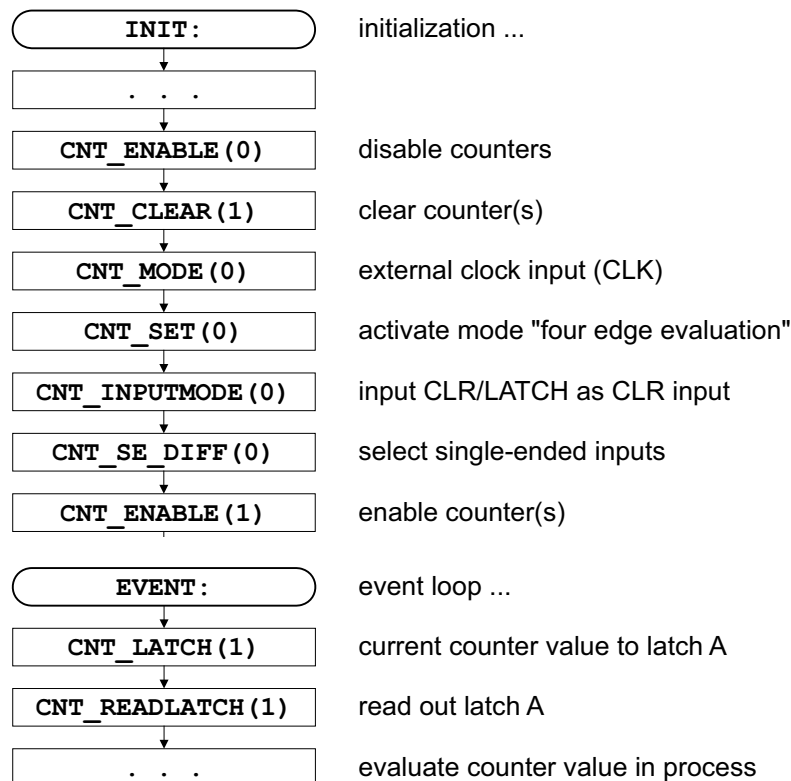 INIT: initialization ...
. . .
CNT_ENABLE(0) disable counters
CNT_CLEAR(1) clear counter(s)
CNT_MODE(0) external clock input (CLK)
CNT_SET(0) activate mode "four edge evaluation"
CNT_INPUTMODE(0) input CLR/LATCH as CLR input
CNT_SE_DIFF(0) select single-ended inputs
CNT_ENABLE(1) enable counter(s)
EVENT: event loop ...
CNT_LATCH(1) current counter value to latch A
CNT_READLATCH(1) read out latch A
. . . evaluate counter value in process